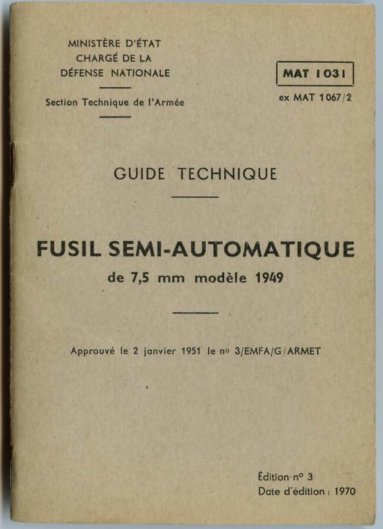 MINISTÈRE D'ÉTAT
CHARGÉ DE LA
DÉFENSE NATIONALE
Section Technique de l'Armée
MAT 1031
ex MAT 1067/2
GUIDE TECHNIQUE
FUSIL SEMI-AUTOMATIQUE
de 7,5 mm modèle 1949
Approuvé le 2 janvier 1951 le nº 3/EMFA/G/ARMET
Édition nº 3
Date d'édition : 1970